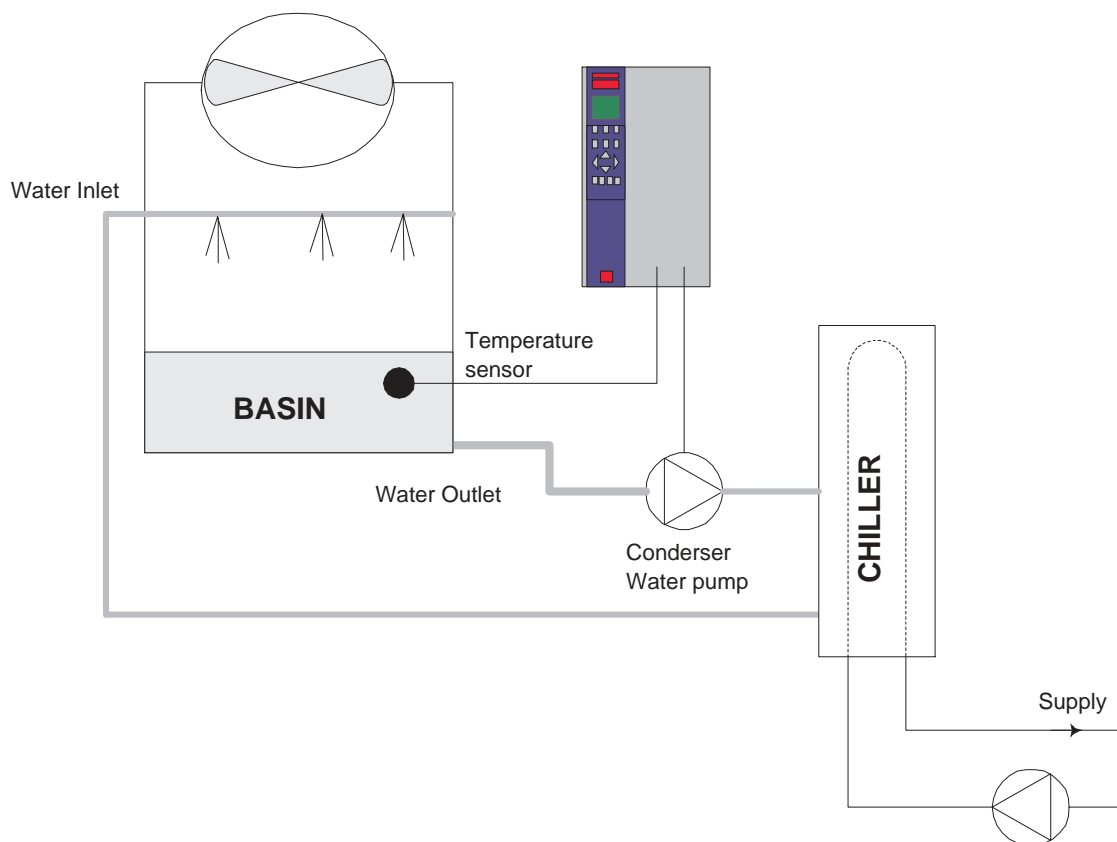 Water Inlet
Temperature
sensor
BASIN
Water Outlet
Conderser
Water pump
CHILLER
Supply